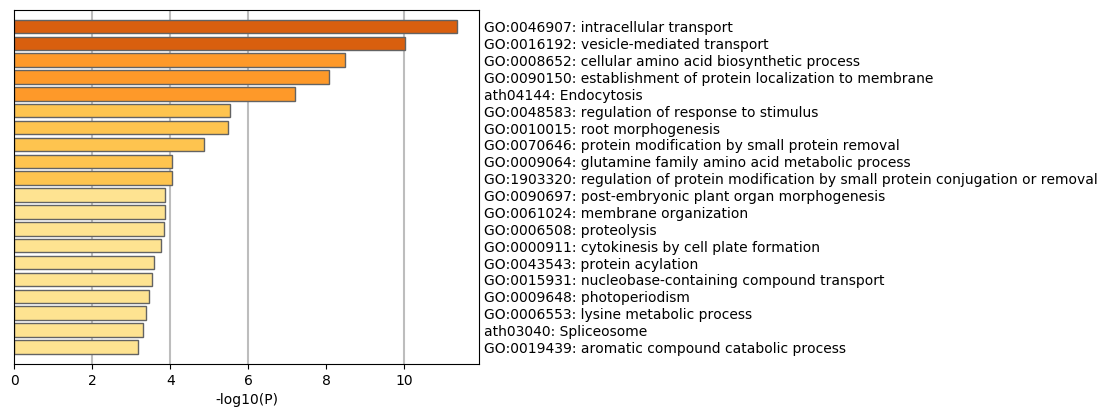 GO:0046907: intracellular transport
GO:0016192: vesicle-mediated transport
GO:0008652: cellular amino acid biosynthetic process
GO:0090150: establishment of protein localization to membrane
ath04144: Endocytosis
GO:0048583: regulation of response to stimulus
GO:0010015: root morphogenesis
GO:0070646: protein modification by small protein removal
GO:0009064: glutamine family amino acid metabolic process
GO:1903320: regulation of protein modification by small protein conjugation or removal
GO:0090697: post-embryonic plant organ morphogenesis
GO:0061024: membrane organization
GO:0006508: proteolysis
GO:0000911: cytokinesis by cell plate formation
GO:0043543: protein acylation
GO:0015931: nucleobase-containing compound transport
GO:0009648: photoperiodism
GO:0006553: lysine metabolic process
ath03040: Spliceosome
GO:0019439: aromatic compound catabolic process
0 2 4 6 8 10
-log10(P)